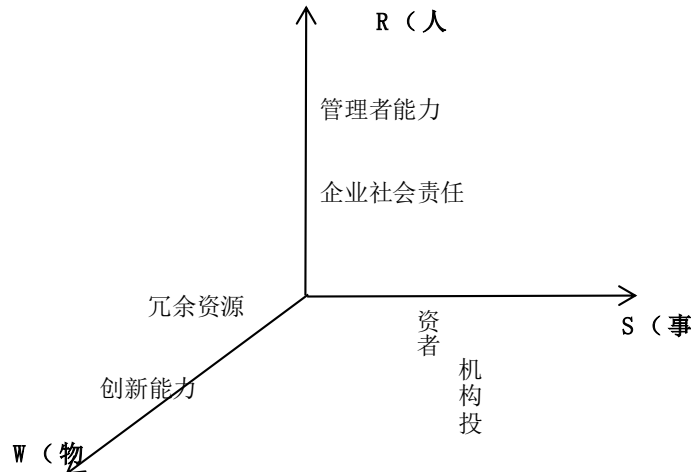 R（人
管理者能力
企业社会责任
冗余资源
资者
机构投
S（事
创新能力
W（物